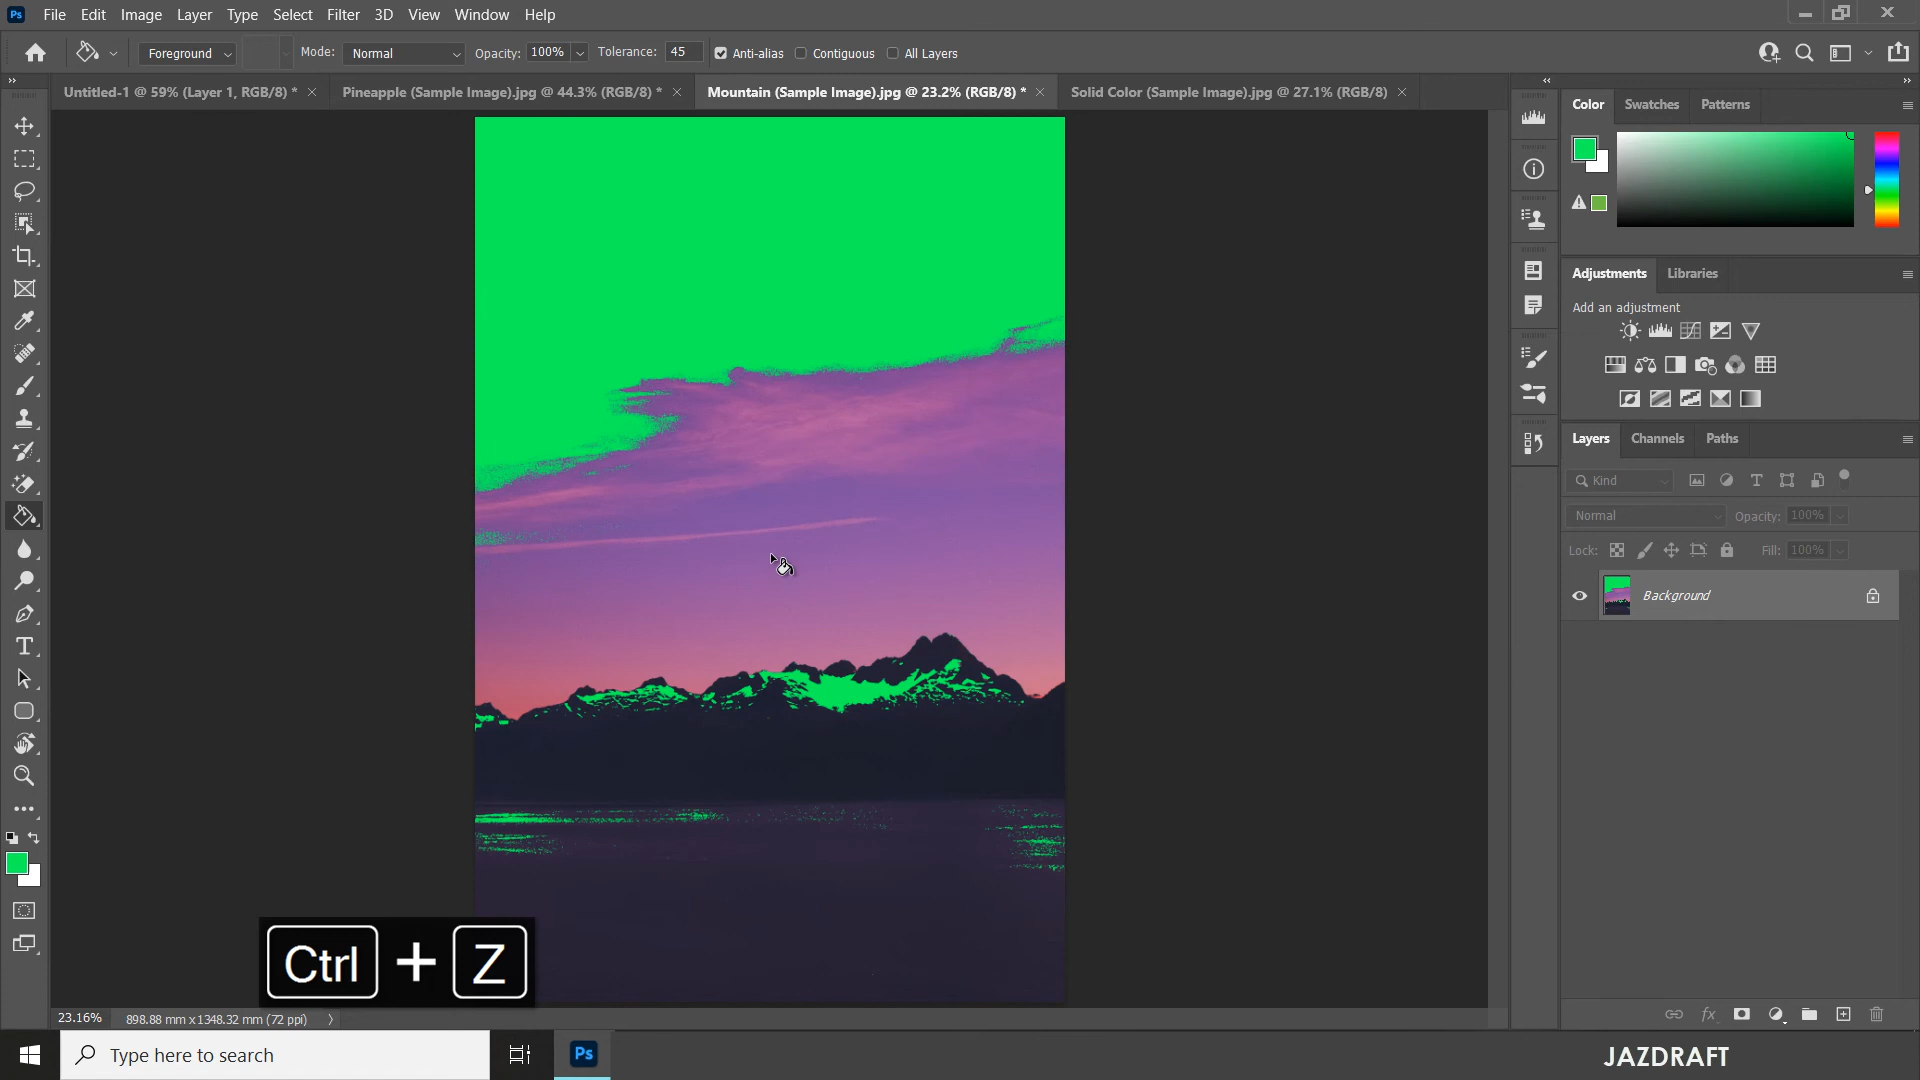 Ps File Edit Image Layer Type Select Filter 3D View Window Help
Foreground Mode: Normal Opacity: 100% Tolerance: 45 Anti-alias Contiguous All Layers
Untitled-1 @ 59% (Layer 1, RGB/8) * Pineapple (Sample Image).jpg @ 44.3% (RGB/8) * Mountain (Sample Image).jpg @ 23.2% (RGB/8) * Solid Color (Sample Image).jpg @ 27.1% (RGB/8)
Color Swatches Patterns
Adjustments Libraries
Add an adjustment
Layers Channels Paths
Kind
Normal Opacity: 100%
Lock: Fill: 100%
Background
Ctrl + Z
23.16% 898.88 mm x 1348.32 mm (72 ppi)
Type here to search Ps
JAZDRAFT